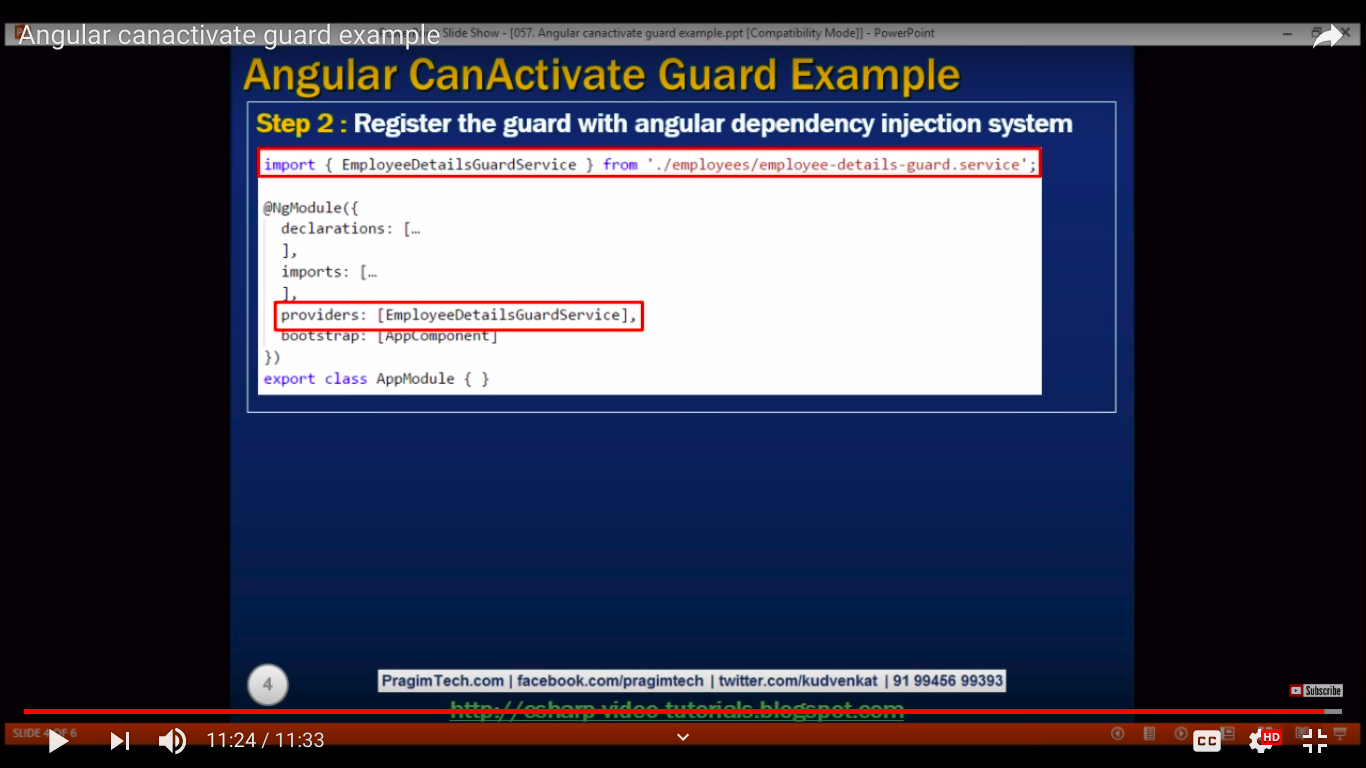 Angular canactivate guard example
Slide Show - [057. Angular canactivate guard example.ppt [Compatibility Mode]] - PowerPoint
Angular CanActivate Guard Example
Step 2 : Register the guard with angular dependency injection system
import { EmployeeDetailsGuardService } from './employees/employee-details-guard.service';
@NgModule({
declarations: […
],
imports: […
],
providers: [EmployeeDetailsGuardService],
bootstrap: [AppComponent]
})
export class AppModule { }
4
PragimTech.com | facebook.com/pragimtech | twitter.com/kudvenkat | 91 99456 99393
Subscribe
http://csharp-video-tutorials.blogspot.com
SLIDE 4 OF 6
11:24 / 11:33
CC
HD